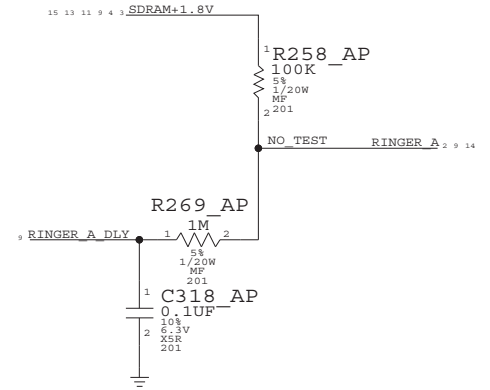 15 13 11 9 4 3 SDRAM+1.8V
1 R258_AP
100K
5%
1/20W
MF
2 201
NO_TEST RINGER_A 2 9 14
R269_AP
1M
9 RINGER_A_DLY 1 2
5%
1/20W
MF
201
1 C318_AP
0.1UF
10%
2 6.3V
X5R
201